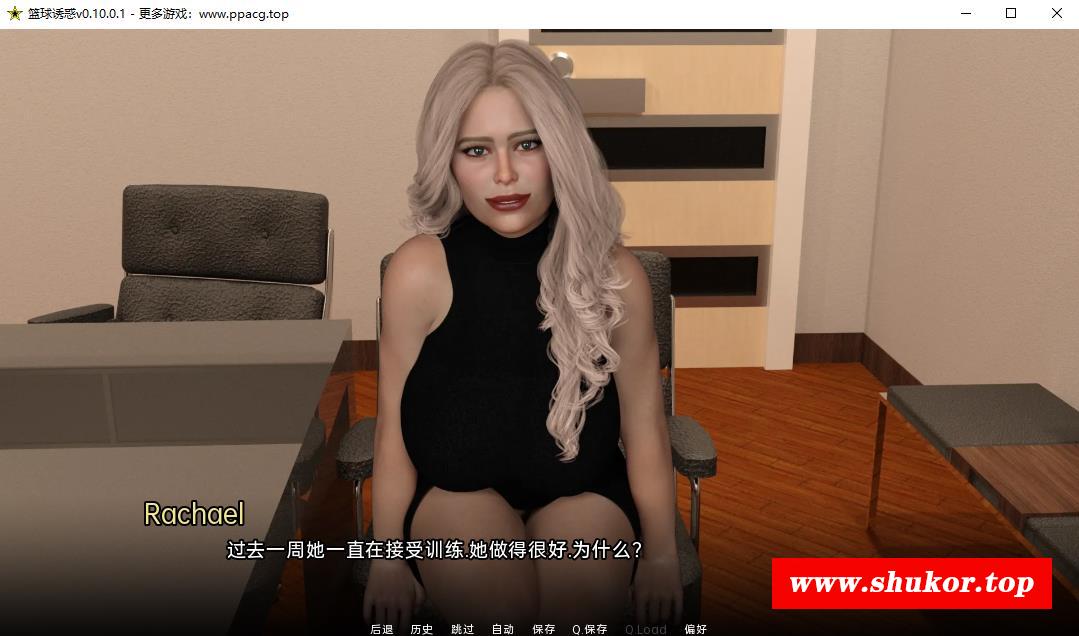 篮球诱惑v0.10.0.1 - 更多游戏：www.ppacg.top
Rachael
过去一周她一直在接受训练.她做得很好.为什么?
www.shukor.top
后退 历史 跳过 自动 保存 Q.保存 Q.Load 偏好